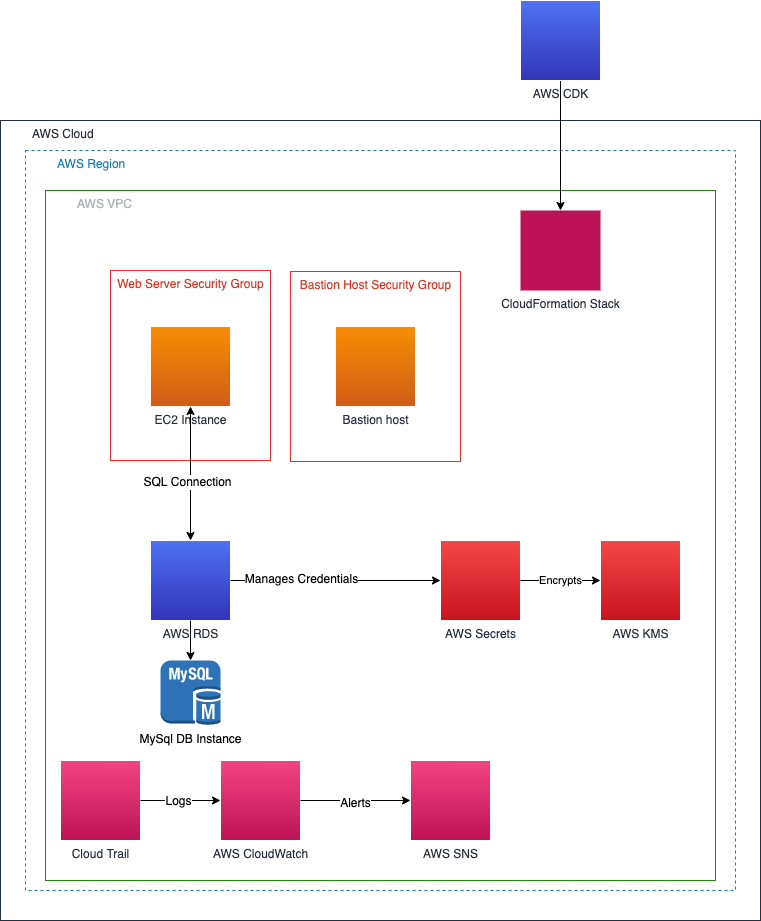 AWS CDK
AWS Cloud
AWS Region
AWS VPC
CloudFormation Stack
Web Server Security Group
Bastion Host Security Group
EC2 Instance
Bastion host
SQL Connection
Manages Credentials
Encrypts
AWS RDS
AWS Secrets
AWS KMS
MySQL
M
MySql DB Instance
Logs
Alerts
Cloud Trail
AWS CloudWatch
AWS SNS